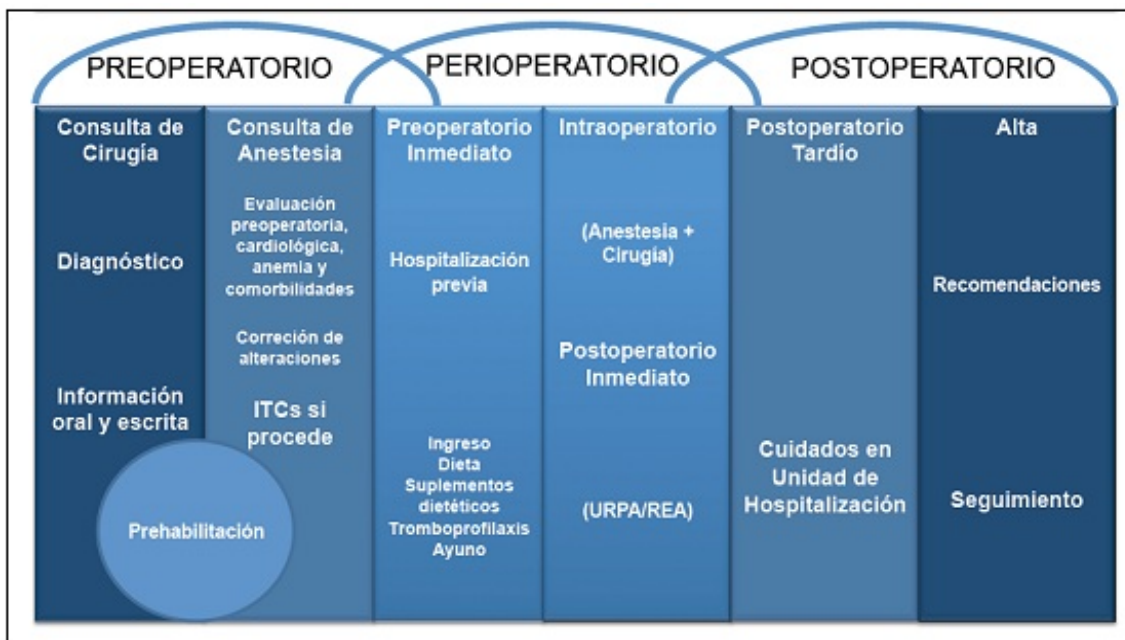 PREOPERATORIO
PERIOPERATORIO
POSTOPERATORIO
Consulta de
Cirugía
Diagnóstico
Información
oral y escrita
Prehabilitación
Consulta de
Anestesia
Evaluación
preoperatoria,
cardiológica,
anemia y
comorbilidades
Correción de
alteraciones
ITCs si
procede
Preoperatorio
Inmediato
Hospitalización
previa
Ingreso
Dieta
Suplementos
dietéticos
Tromboprofilaxis
Ayuno
Intraoperatorio
(Anestesia +
Cirugía)
Postoperatorio
Inmediato
(URPA/REA)
Postoperatorio
Tardío
Cuidados en
Unidad de
Hospitalización
Alta
Recomendaciones
Seguimiento